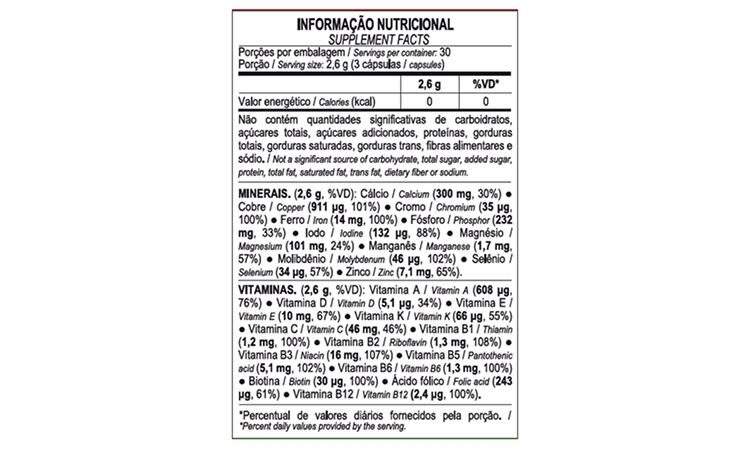 INFORMAÇÃO NUTRICIONAL
SUPPLEMENT FACTS
Porções por embalagem / Servings per container: 30
Porção / Serving size: 2,6 g (3 cápsulas / capsules)
2,6 g %VD*
Valor energético / Calories (kcal) 0 0
Não contém quantidades significativas de carboidratos,
açúcares totais, açúcares adicionados, proteínas, gorduras
totais, gorduras saturadas, gorduras trans, fibras alimentares e
sódio. / Not a significant source of carbohydrate, total sugar, added sugar,
protein, total fat, saturated fat, trans fat, dietary fiber or sodium.
MINERAIS. (2,6 g, %VD): Cálcio / Calcium (300 mg, 30%) ●
Cobre / Copper (911 µg, 101%) ● Cromo / Chromium (35 µg,
100%) ● Ferro / Iron (14 mg, 100%) ● Fósforo / Phosphor (232
mg, 33%) ● Iodo / Iodine (132 µg, 88%) ● Magnésio /
Magnesium (101 mg, 24%) ● Manganês / Manganese (1,7 mg,
57%) ● Molibdênio / Molybdenum (46 µg, 102%) ● Selênio /
Selenium (34 µg, 57%) ● Zinco / Zinc (7,1 mg, 65%).
VITAMINAS. (2,6 g, %VD): Vitamina A / Vitamin A (608 µg,
76%) ● Vitamina D / Vitamin D (5,1 µg, 34%) ● Vitamina E /
Vitamin E (10 mg, 67%) ● Vitamina K / Vitamin K (66 µg, 55%)
● Vitamina C / Vitamin C (46 mg, 46%) ● Vitamina B1 / Thiamin
(1,2 mg, 100%) ● Vitamina B2 / Riboflavin (1,3 mg, 108%) ●
Vitamina B3 / Niacin (16 mg, 107%) ● Vitamina B5 / Pantothenic
acid (5,1 mg, 102%) ● Vitamina B6 / Vitamin B6 (1,3 mg, 100%)
● Biotina / Biotin (30 µg, 100%) ● Ácido fólico / Folic acid (243
µg, 61%) ● Vitamina B12 / Vitamin B12 (2,4 µg, 100%).
*Percentual de valores diários fornecidos pela porção. /
*Percent daily values provided by the serving.